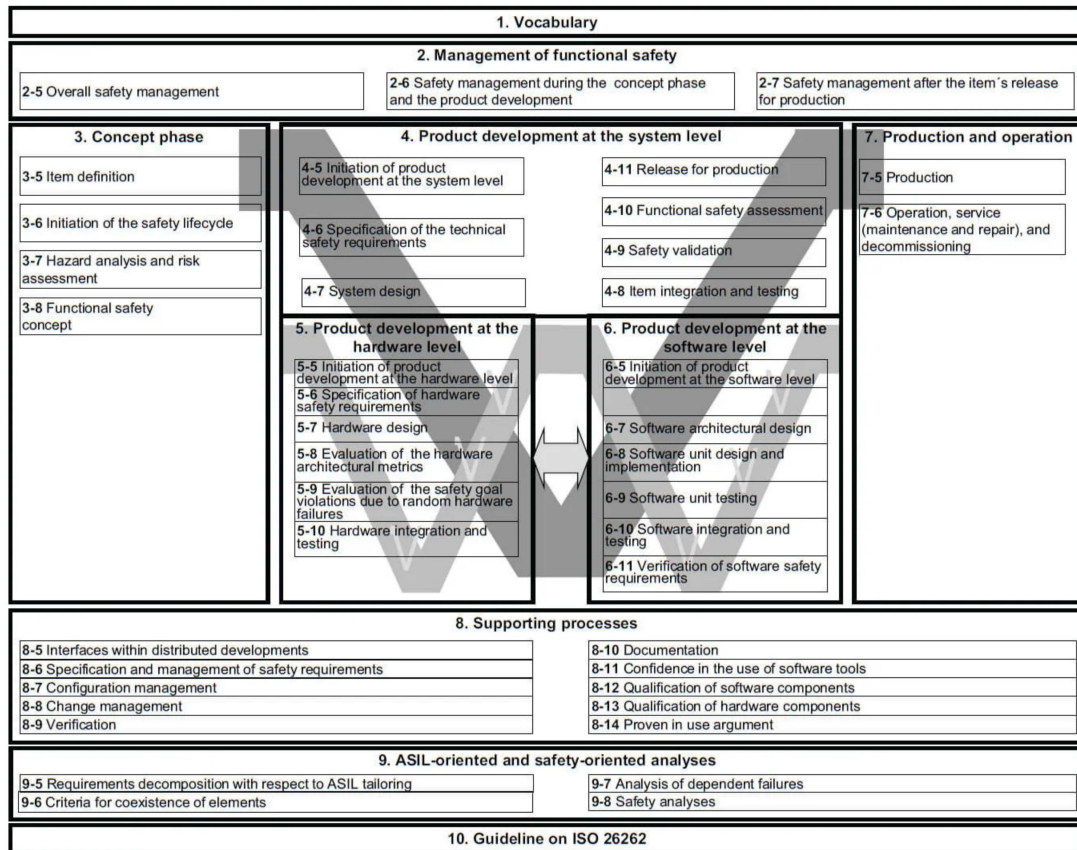 1. Vocabulary
2. Management of functional safety
2-5 Overall safety management
2-6 Safety management during the concept phase
and the product development
2-7 Safety management after the item´s release
for production
3. Concept phase
3-5 Item definition
3-6 Initiation of the safety lifecycle
3-7 Hazard analysis and risk
assessment
3-8 Functional safety
concept
4. Product development at the system level
4-5 Initiation of product
development at the system level
4-6 Specification of the technical
safety requirements
4-7 System design
4-11 Release for production
4-10 Functional safety assessment
4-9 Safety validation
4-8 Item integration and testing
7. Production and operation
7-5 Production
7-6 Operation, service
(maintenance and repair), and
decommissioning
5. Product development at the
hardware level
5-5 Initiation of product
development at the hardware level
5-6 Specification of hardware
safety requirements
5-7 Hardware design
5-8 Evaluation of the hardware
architectural metrics
5-9 Evaluation of the safety goal
violations due to random hardware
failures
5-10 Hardware integration and
testing
6. Product development at the
software level
6-5 Initiation of product
development at the software level
6-7 Software architectural design
6-8 Software unit design and
implementation
6-9 Software unit testing
6-10 Software integration and
testing
6-11 Verification of software safety
requirements
8. Supporting processes
8-5 Interfaces within distributed developments
8-6 Specification and management of safety requirements
8-7 Configuration management
8-8 Change management
8-9 Verification
8-10 Documentation
8-11 Confidence in the use of software tools
8-12 Qualification of software components
8-13 Qualification of hardware components
8-14 Proven in use argument
9. ASIL-oriented and safety-oriented analyses
9-5 Requirements decomposition with respect to ASIL tailoring
9-6 Criteria for coexistence of elements
9-7 Analysis of dependent failures
9-8 Safety analyses
10. Guideline on ISO 26262